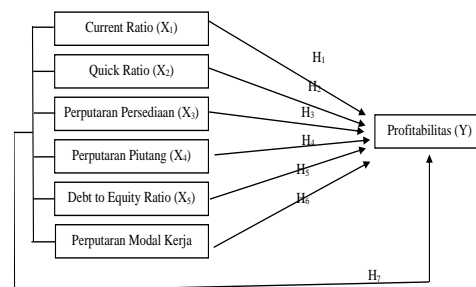 Current Ratio (X₁)
H₁
Quick Ratio (X₂)
H₂
Perputaran Persediaan (X₃)
H₃
Profitabilitas (Y)
Perputaran Piutang (X₄)
H₄
H₅
Debt to Equity Ratio (X₅)
H₆
Perputaran Modal Kerja
H₇